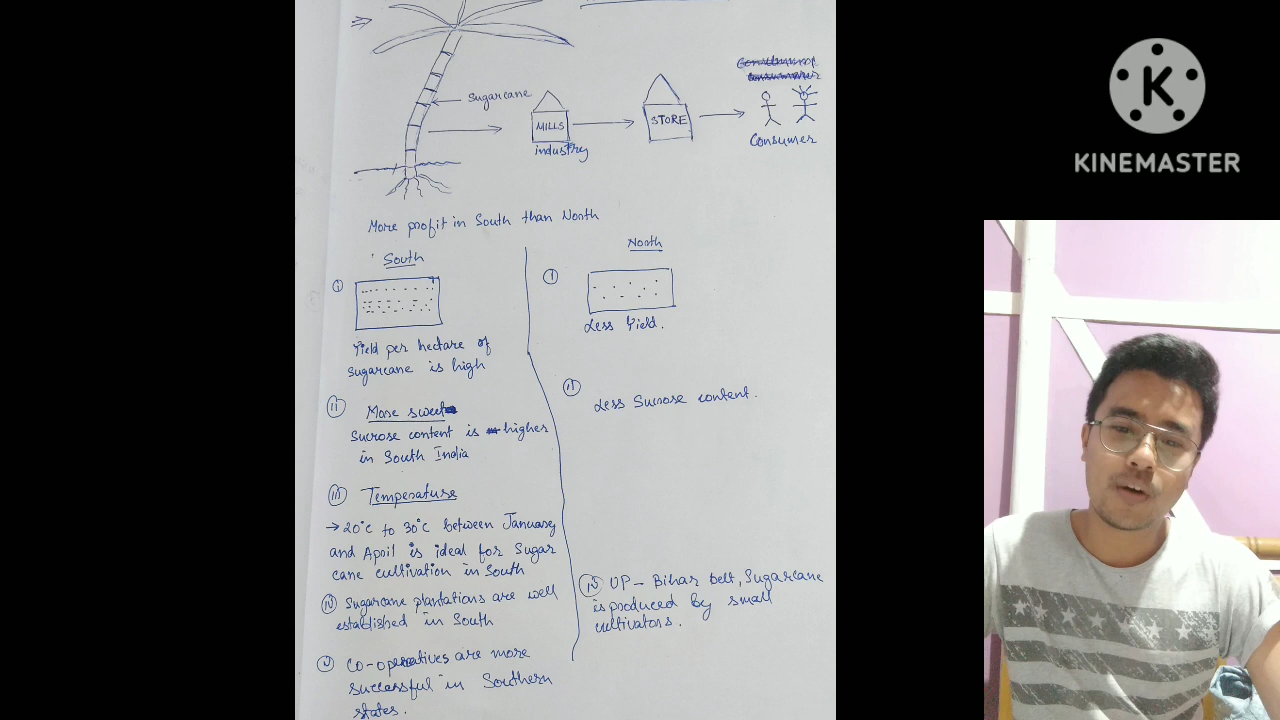 Sugarcane
MILLS
industry
STORE
Consumer
More profit in South than North
South
i
Yield per hectare of
sugarcane is high
ii More sweet
Sucrose content is higher
in South India
iii Temperature
→ 20°C to 30°C between January
and April is ideal for Sugar
cane cultivation in South
iv Sugarcane plantations are well
established in South
v Co-operatives are more
successful in Southern
states.
North
i
Less Yield.
ii
Less Sucrose content.
iv UP - Bihar belt, Sugarcane
is produced by small
cultivators.
K
KINEMASTER